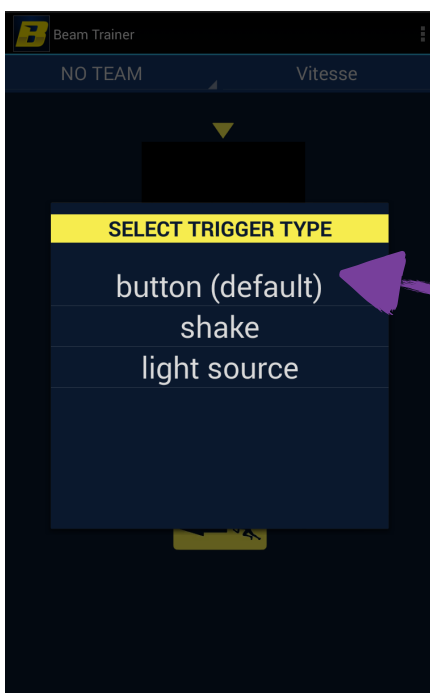 B Beam Trainer
NO TEAM Vitesse
SELECT TRIGGER TYPE
button (default)
shake
light source